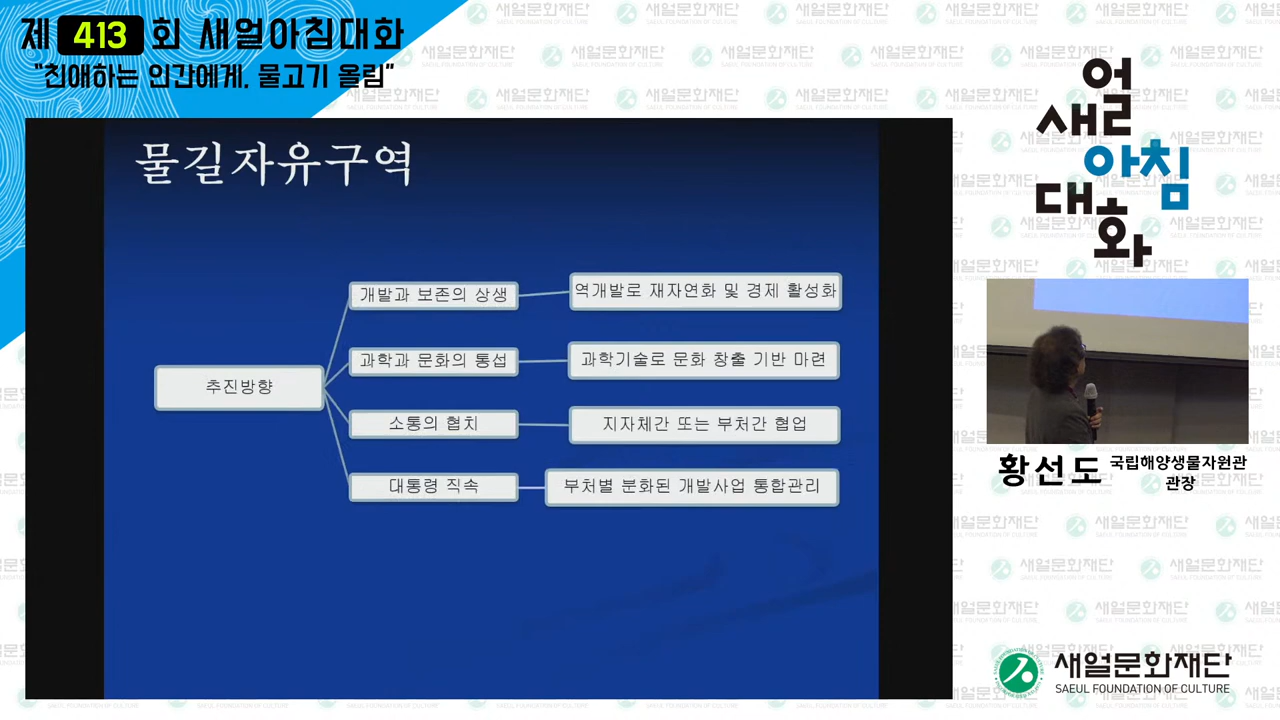 제 413 회 새얼아침대화
"친애하는 인간에게, 물고기 올림"
물길자유구역
추진방향
개발과 보존의 상생
역개발로 재자연화 및 경제 활성화
과학과 문화의 통섭
과학기술로 문화 창출 기반 마련
소통의 협치
지자체간 또는 부처간 협업
대통령 직속
부처별 분화된 개발사업 통합관리
얼
새
아침
대
화
황선도 국립해양생물자원관
관장
새얼문화재단
SAEUL FOUNDATION OF CULTURE